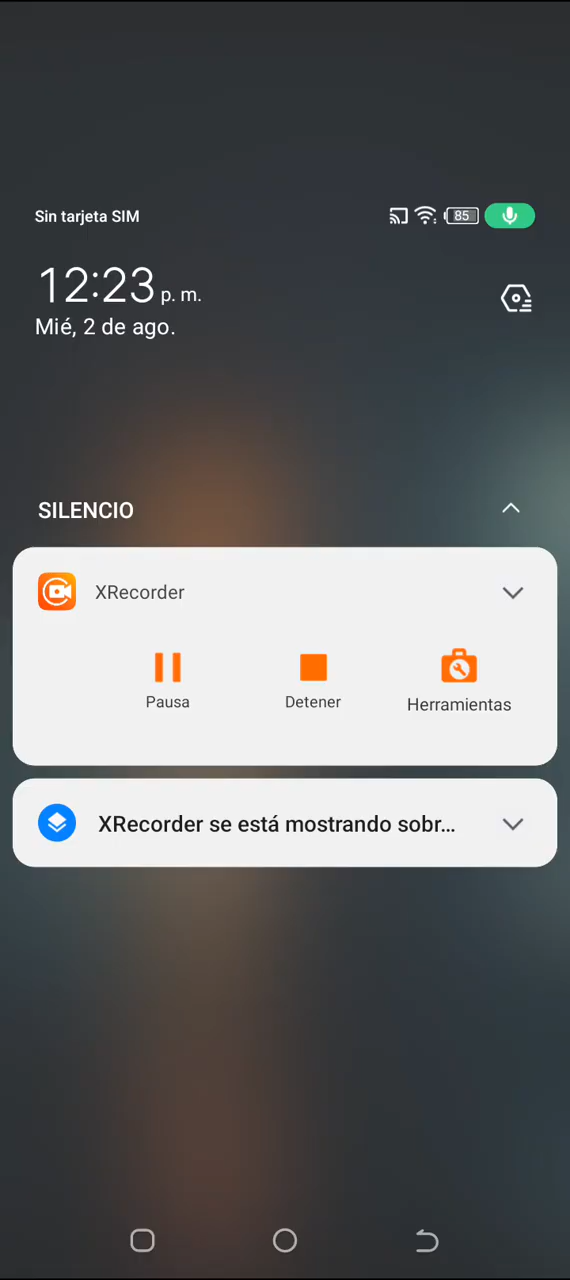 Sin tarjeta SIM
85
12:23 p. m.
Mié, 2 de ago.
SILENCIO
XRecorder
Pausa
Detener
Herramientas
XRecorder se está mostrando sobr...